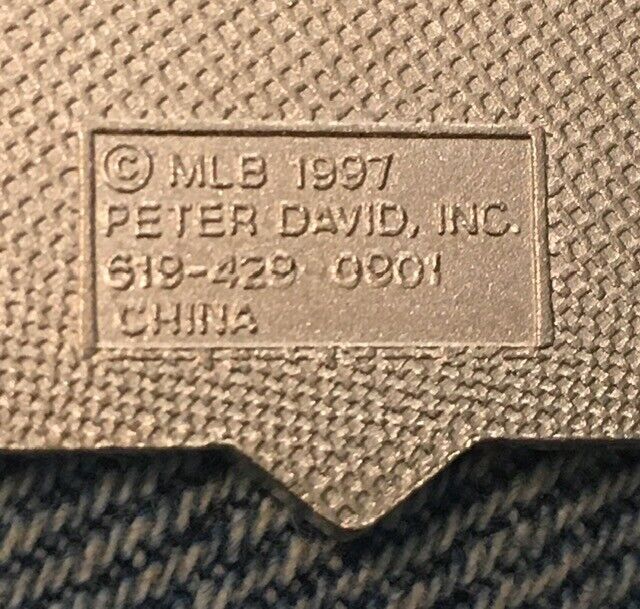 © MLB 1997
PETER DAVID, INC.
619-429 0901
CHINA